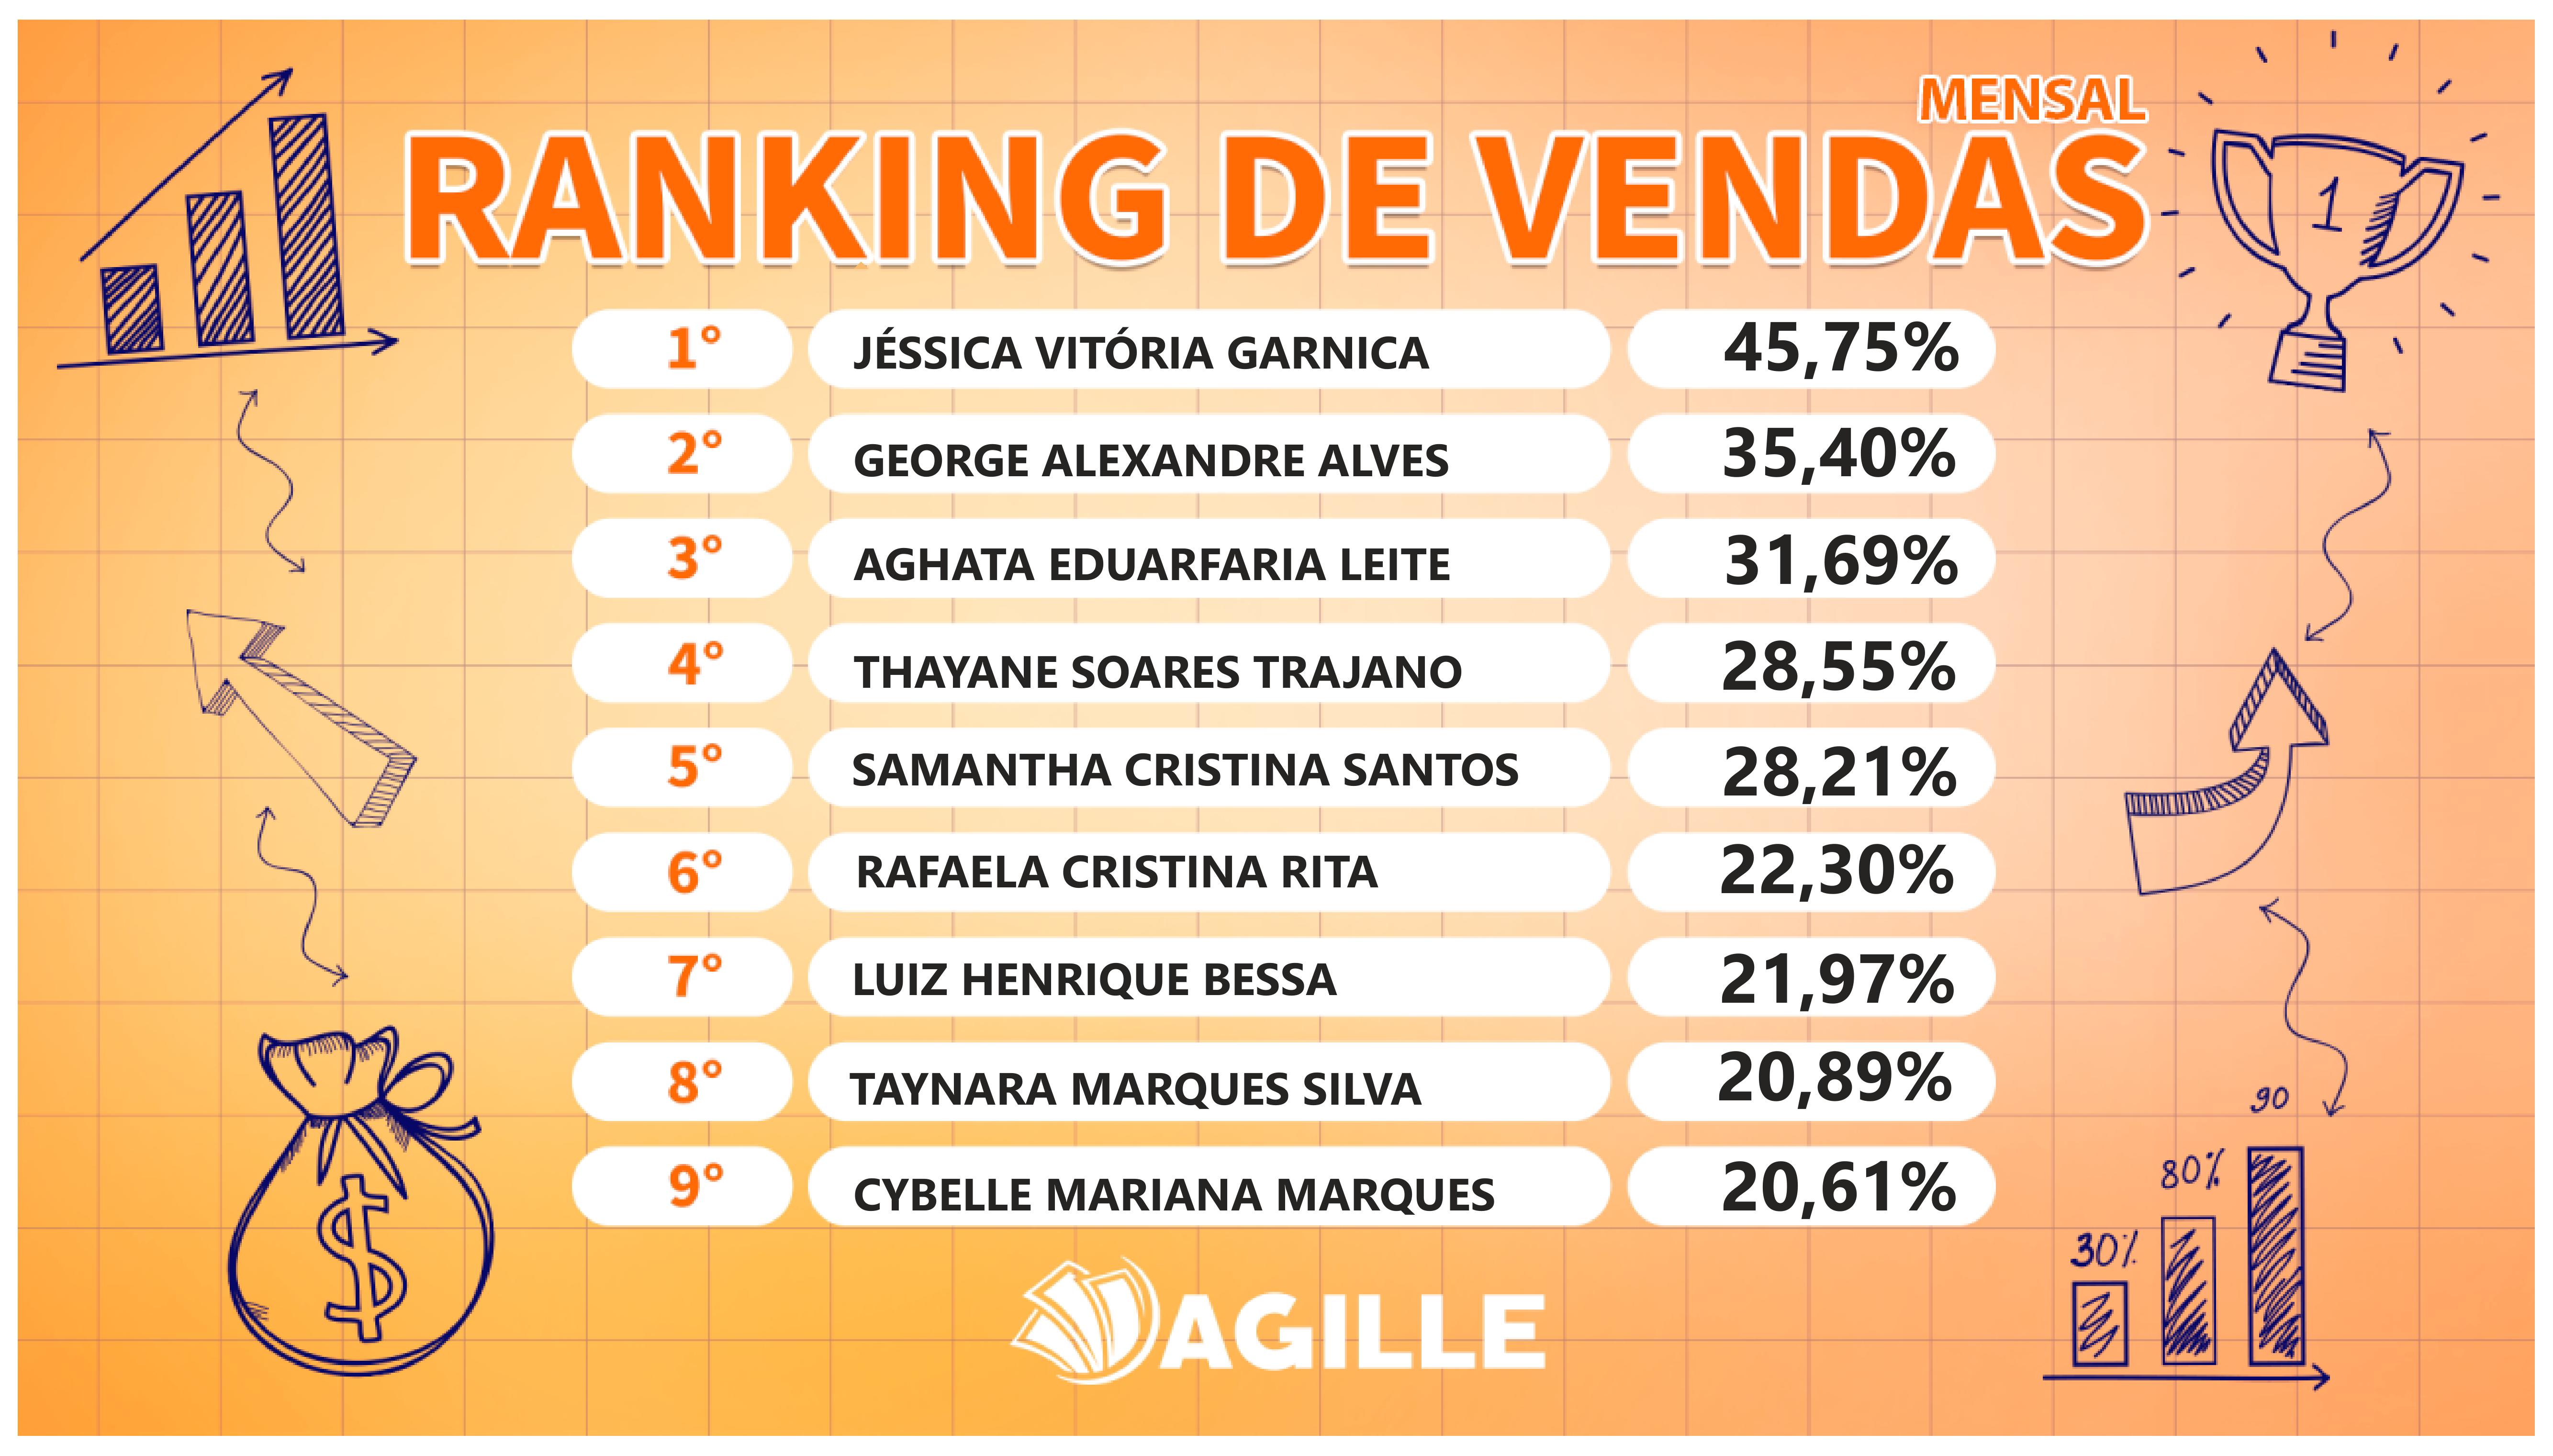 MENSAL
RANKING DE VENDAS
1
1° JÉSSICA VITÓRIA GARNICA 45,75%
2° GEORGE ALEXANDRE ALVES 35,40%
3° AGHATA EDUARFARIA LEITE 31,69%
4° THAYANE SOARES TRAJANO 28,55%
5° SAMANTHA CRISTINA SANTOS 28,21%
6° RAFAELA CRISTINA RITA 22,30%
7° LUIZ HENRIQUE BESSA 21,97%
8° TAYNARA MARQUES SILVA 20,89%
9° CYBELLE MARIANA MARQUES 20,61%
$
30% 80% 90
AGILLE